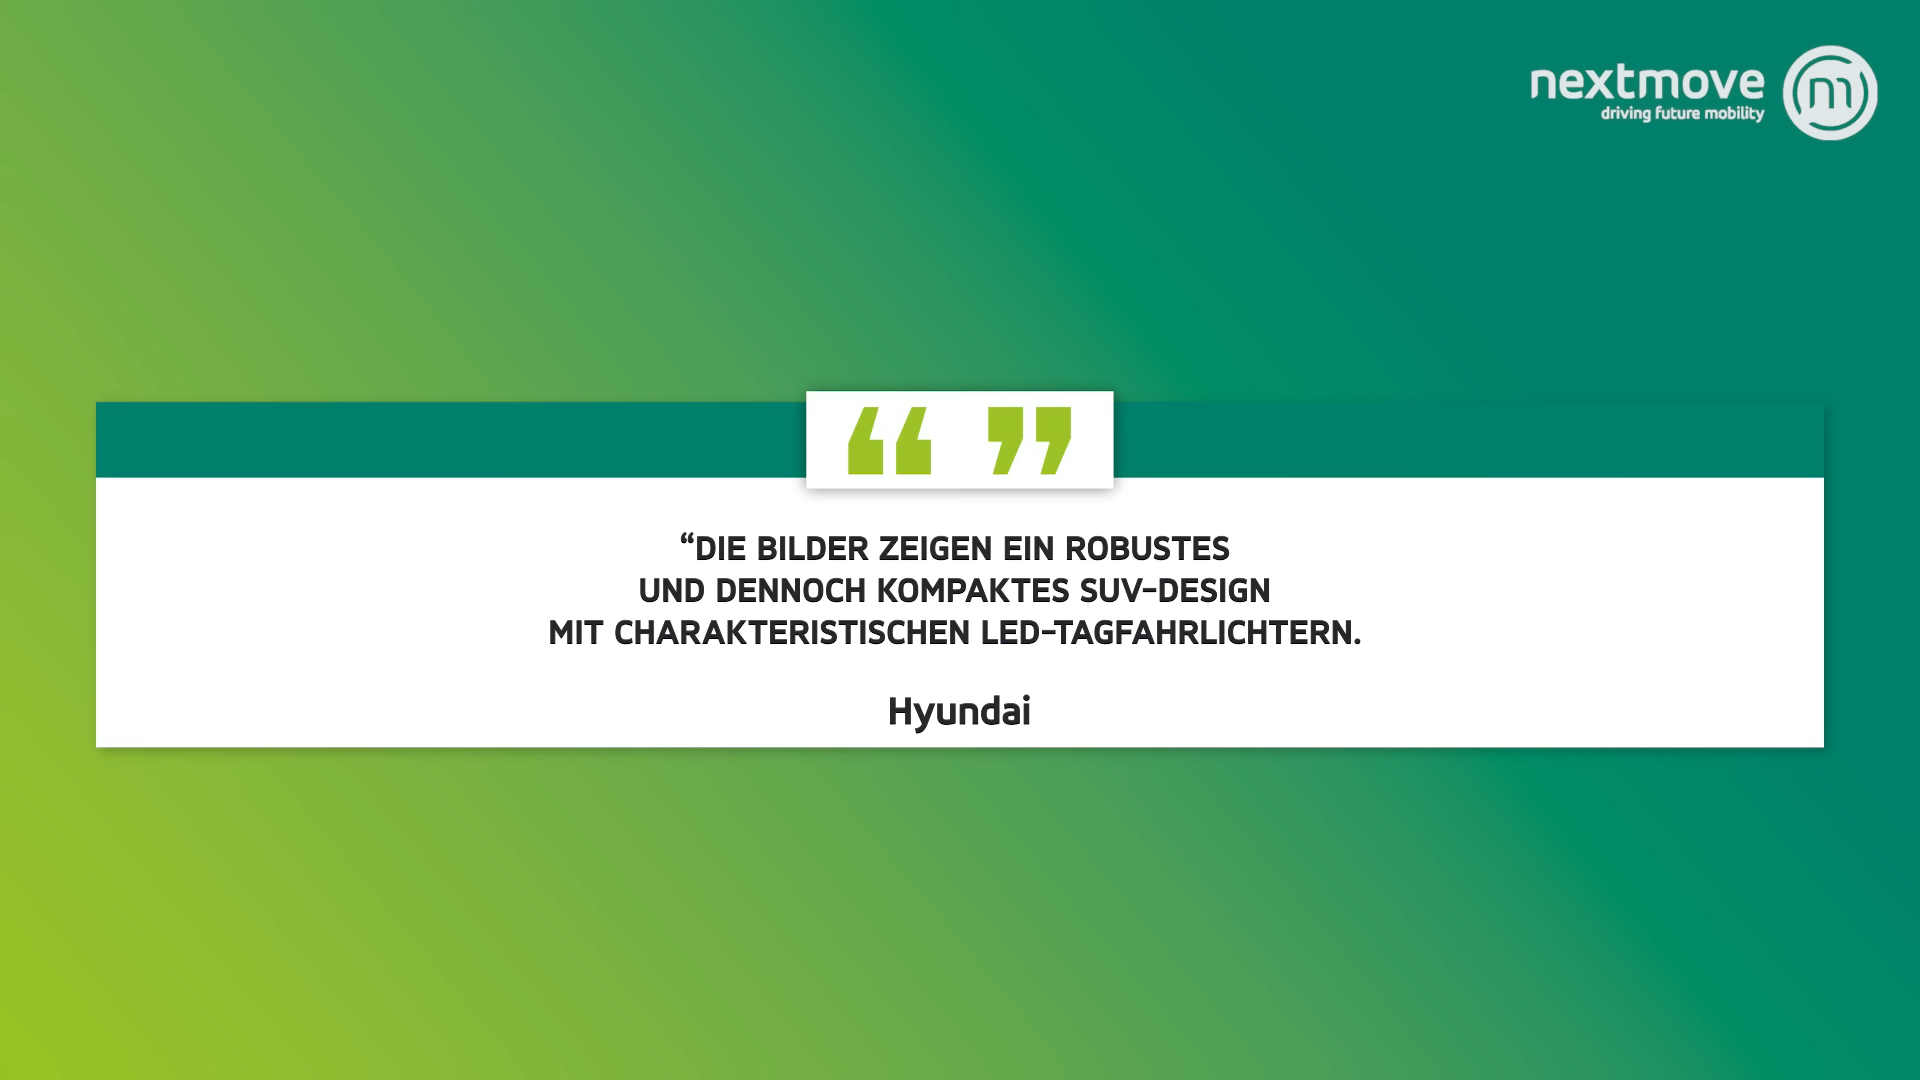 nextmove
driving future mobility
“ ”
“DIE BILDER ZEIGEN EIN ROBUSTES
UND DENNOCH KOMPAKTES SUV-DESIGN
MIT CHARAKTERISTISCHEN LED-TAGFAHRLICHTERN.
Hyundai